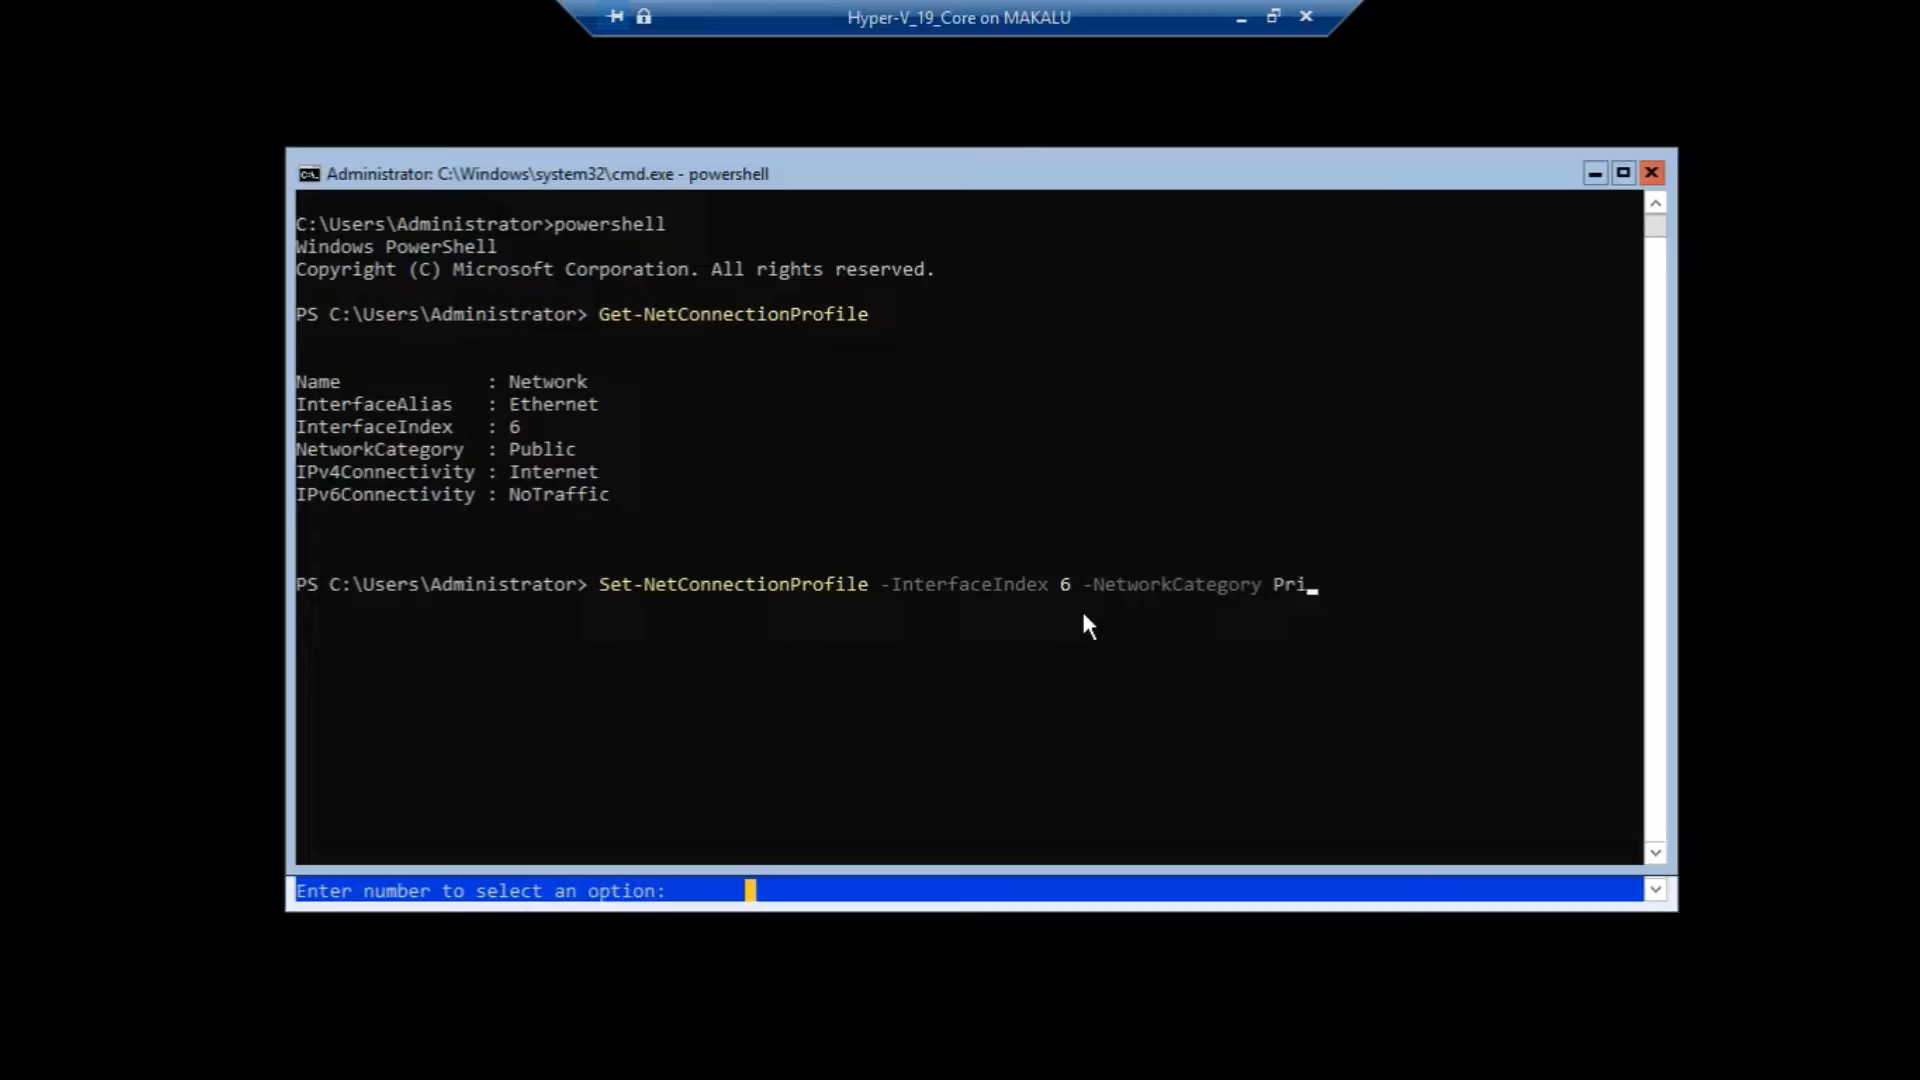 Hyper-V_19_Core on MAKALU
Administrator: C:\Windows\system32\cmd.exe - powershell
C:\Users\Administrator>powershell
Windows PowerShell
Copyright (C) Microsoft Corporation. All rights reserved.
PS C:\Users\Administrator> Get-NetConnectionProfile
Name             : Network
InterfaceAlias   : Ethernet
InterfaceIndex   : 6
NetworkCategory  : Public
IPv4Connectivity : Internet
IPv6Connectivity : NoTraffic
PS C:\Users\Administrator> Set-NetConnectionProfile -InterfaceIndex 6 -NetworkCategory Pri
Enter number to select an option: